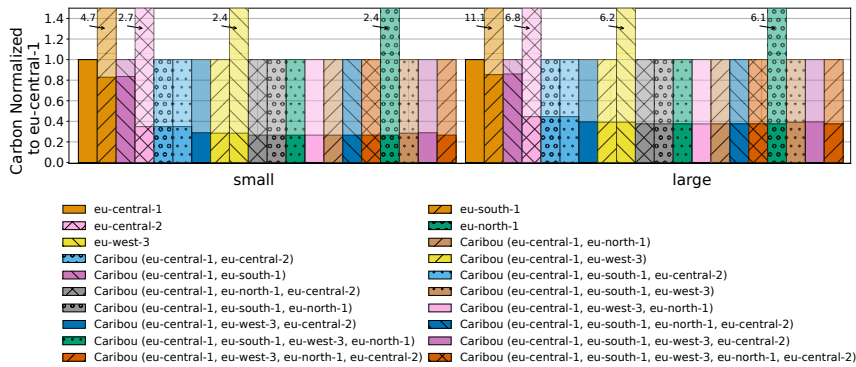 4.7 2.7 2.4 2.4 11.1 6.8 6.2 6.1
1.4
1.2
1.0
0.8
0.6
0.4
0.2
0.0
Carbon Normalized
to eu-central-1
small large
eu-central-1
eu-central-2
eu-west-3
Caribou (eu-central-1, eu-central-2)
Caribou (eu-central-1, eu-south-1)
Caribou (eu-central-1, eu-north-1, eu-central-2)
Caribou (eu-central-1, eu-south-1, eu-north-1)
Caribou (eu-central-1, eu-west-3, eu-central-2)
Caribou (eu-central-1, eu-south-1, eu-west-3, eu-north-1)
Caribou (eu-central-1, eu-west-3, eu-north-1, eu-central-2)
eu-south-1
eu-north-1
Caribou (eu-central-1, eu-north-1)
Caribou (eu-central-1, eu-west-3)
Caribou (eu-central-1, eu-south-1, eu-central-2)
Caribou (eu-central-1, eu-south-1, eu-west-3)
Caribou (eu-central-1, eu-west-3, eu-north-1)
Caribou (eu-central-1, eu-south-1, eu-north-1, eu-central-2)
Caribou (eu-central-1, eu-south-1, eu-west-3, eu-central-2)
Caribou (eu-central-1, eu-south-1, eu-west-3, eu-north-1, eu-central-2)